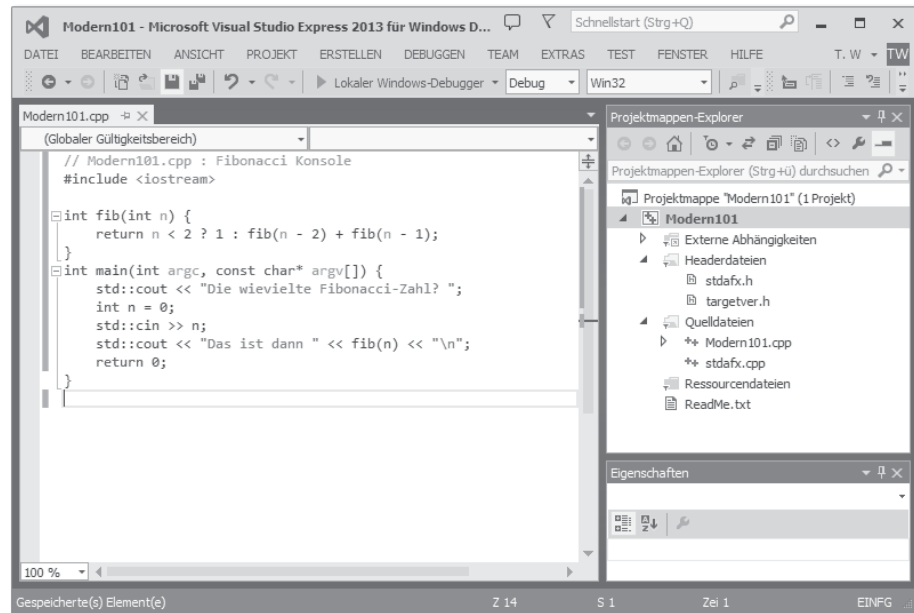 Modern101 - Microsoft Visual Studio Express 2013 für Windows D...
Schnellstart (Strg+Q)
DATEI BEARBEITEN ANSICHT PROJEKT ERSTELLEN DEBUGGEN TEAM EXTRAS TEST FENSTER HILFE T. W TW
Lokaler Windows-Debugger Debug Win32
Modern101.cpp
(Globaler Gültigkeitsbereich)
// Modern101.cpp : Fibonacci Konsole
#include <iostream>
int fib(int n) {
    return n < 2 ? 1 : fib(n - 2) + fib(n - 1);
}
int main(int argc, const char* argv[]) {
    std::cout << "Die wievielte Fibonacci-Zahl? ";
    int n = 0;
    std::cin >> n;
    std::cout << "Das ist dann " << fib(n) << "\n";
    return 0;
}
100 %
Projektmappen-Explorer
Projektmappen-Explorer (Strg+ü) durchsuchen
Projektmappe "Modern101" (1 Projekt)
Modern101
Externe Abhängigkeiten
Headerdateien
stdafx.h
targetver.h
Quelldateien
Modern101.cpp
stdafx.cpp
Ressourcendateien
ReadMe.txt
Eigenschaften
Gespeicherte(s) Element(e) Z 14 S 1 Zei 1 EINFG